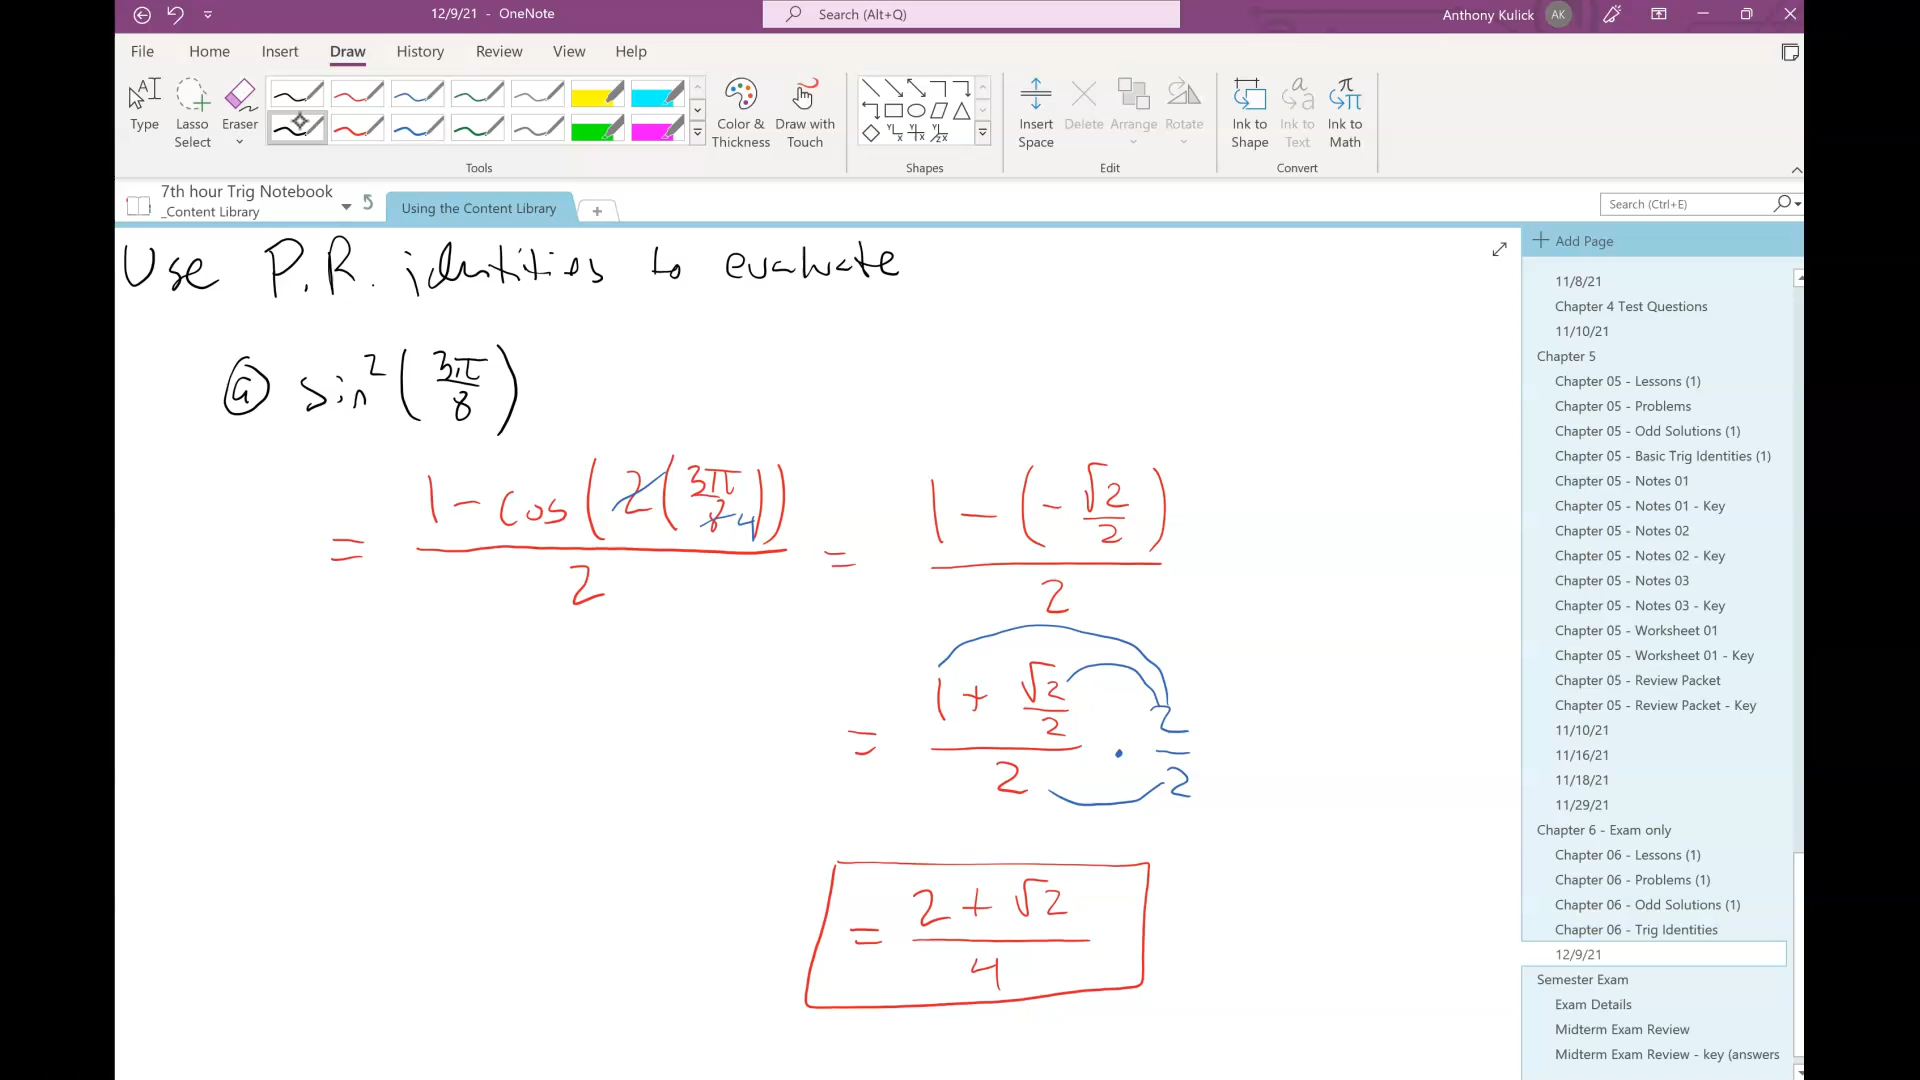 12/9/21 - OneNote
Search (Alt+Q)
Anthony Kulick
AK
File Home Insert Draw History Review View Help
Type
Lasso Select
Eraser
Color & Thickness
Draw with Touch
Insert Space
Delete
Arrange
Rotate
Ink to Shape
Ink to Text
Ink to Math
Tools
Shapes
Edit
Convert
7th hour Trig Notebook
_Content Library
Using the Content Library
Search (Ctrl+E)
Use P.R. identities to evaluate
ⓐ sin²(3π/8)
= (1 - cos(2(3π/8 4)))/2 = (1 - (-√2/2))/2
= (1 + √2/2)/2 · 2/2
= (2 + √2)/4
Add Page
11/8/21
Chapter 4 Test Questions
11/10/21
Chapter 5
Chapter 05 - Lessons (1)
Chapter 05 - Problems
Chapter 05 - Odd Solutions (1)
Chapter 05 - Basic Trig Identities (1)
Chapter 05 - Notes 01
Chapter 05 - Notes 01 - Key
Chapter 05 - Notes 02
Chapter 05 - Notes 02 - Key
Chapter 05 - Notes 03
Chapter 05 - Notes 03 - Key
Chapter 05 - Worksheet 01
Chapter 05 - Worksheet 01 - Key
Chapter 05 - Review Packet
Chapter 05 - Review Packet - Key
11/10/21
11/16/21
11/18/21
11/29/21
Chapter 6 - Exam only
Chapter 06 - Lessons (1)
Chapter 06 - Problems (1)
Chapter 06 - Odd Solutions (1)
Chapter 06 - Trig Identities
12/9/21
Semester Exam
Exam Details
Midterm Exam Review
Midterm Exam Review - key (answers